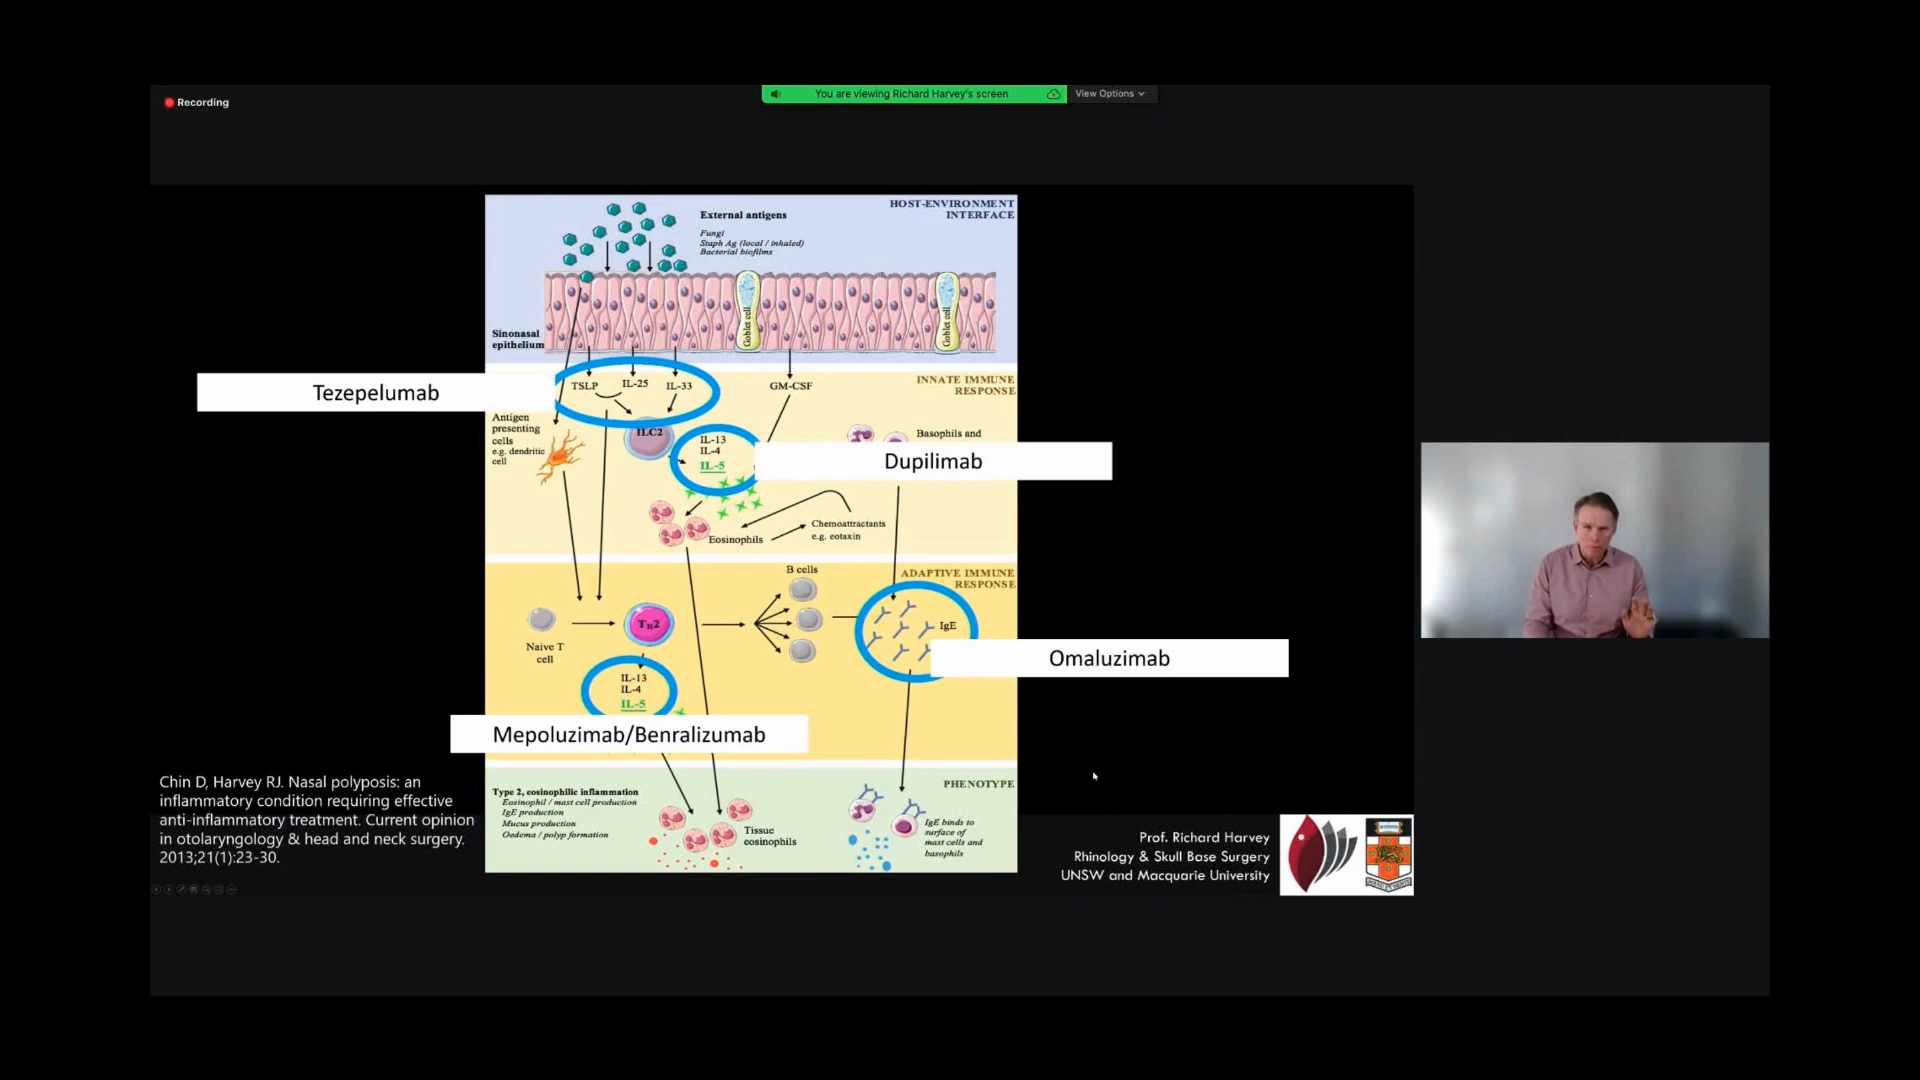 Recording
You are viewing Richard Harvey's screen
View Options
HOST-ENVIRONMENT
INTERFACE
External antigens
Fungi
Staph Ag (local / inhaled)
Bacterial biofilms
Goblet cell
Goblet cell
Sinonasal
epithelium
Tezepelumab
TSLP
IL-25
IL-33
GM-CSF
INNATE IMMUNE
RESPONSE
Antigen
presenting
cells
e.g. dendritic
cell
ILC2
IL-13
IL-4
IL-5
Basophils and
Dupilimab
Chemoattractants
e.g. eotaxin
Eosinophils
B cells
ADAPTIVE IMMUNE
RESPONSE
Naive T
cell
TH2
IgE
Omaluzimab
IL-13
IL-4
IL-5
Mepoluzimab/Benralizumab
PHENOTYPE
Type 2, eosinophilic inflammation
Eosinophil / mast cell production
IgE production
Mucus production
Oedema / polyp formation
Tissue
eosinophils
IgE binds to
surface of
mast cells and
basophils
Chin D, Harvey RJ. Nasal polyposis: an
inflammatory condition requiring effective
anti-inflammatory treatment. Current opinion
in otolaryngology & head and neck surgery.
2013;21(1):23-30.
Prof. Richard Harvey
Rhinology & Skull Base Surgery
UNSW and Macquarie University